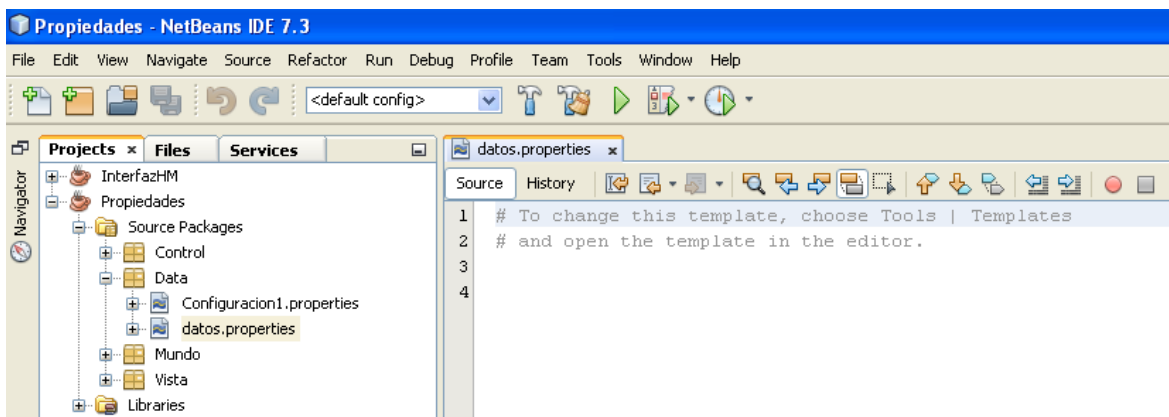 Propiedades - NetBeans IDE 7.3
File Edit View Navigate Source Refactor Run Debug Profile Team Tools Window Help
<default config>
Projects x Files Services
Navigator
InterfazHM
Propiedades
Source Packages
Control
Data
Configuracion1.properties
datos.properties
Mundo
Vista
Libraries
datos.properties x
Source History
1 # To change this template, choose Tools | Templates
2 # and open the template in the editor.
3
4